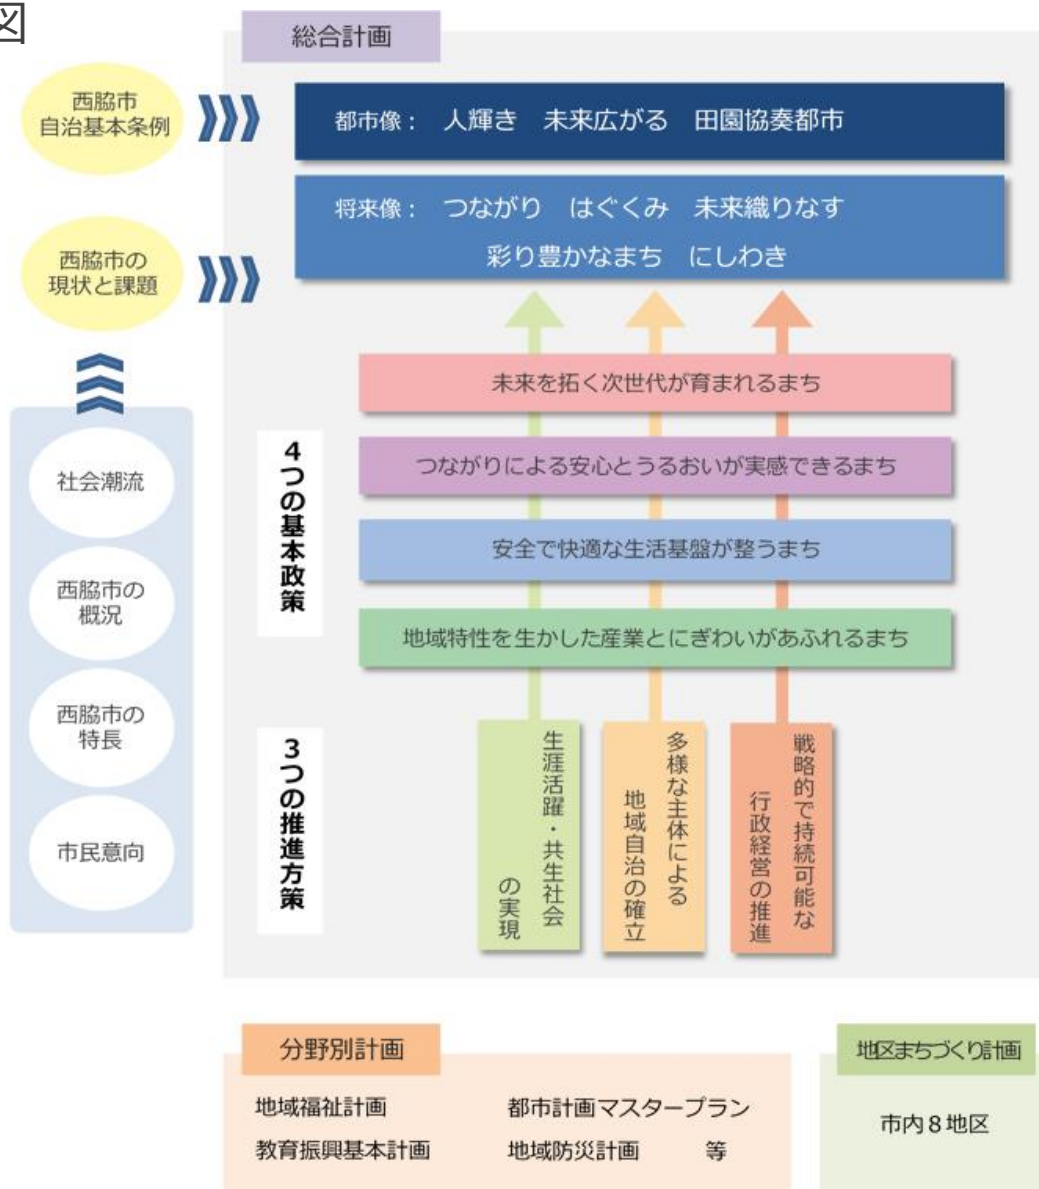 図
総合計画
西脇市
自治基本条例
都市像： 人輝き 未来広がる 田園協奏都市
将来像： つながり はぐくみ 未来織りなす
彩り豊かなまち にしわき
西脇市の
現状と課題
社会潮流
西脇市の
概況
西脇市の
特長
市民意向
4つの基本政策
未来を拓く次世代が育まれるまち
つながりによる安心とうるおいが実感できるまち
安全で快適な生活基盤が整うまち
地域特性を生かした産業とにぎわいがあふれるまち
3つの推進方策
生涯活躍・共生社会
の実現
多様な主体による
地域自治の確立
戦略的で持続可能な
行政経営の推進
分野別計画
地域福祉計画 都市計画マスタープラン
教育振興基本計画 地域防災計画 等
地区まちづくり計画
市内８地区